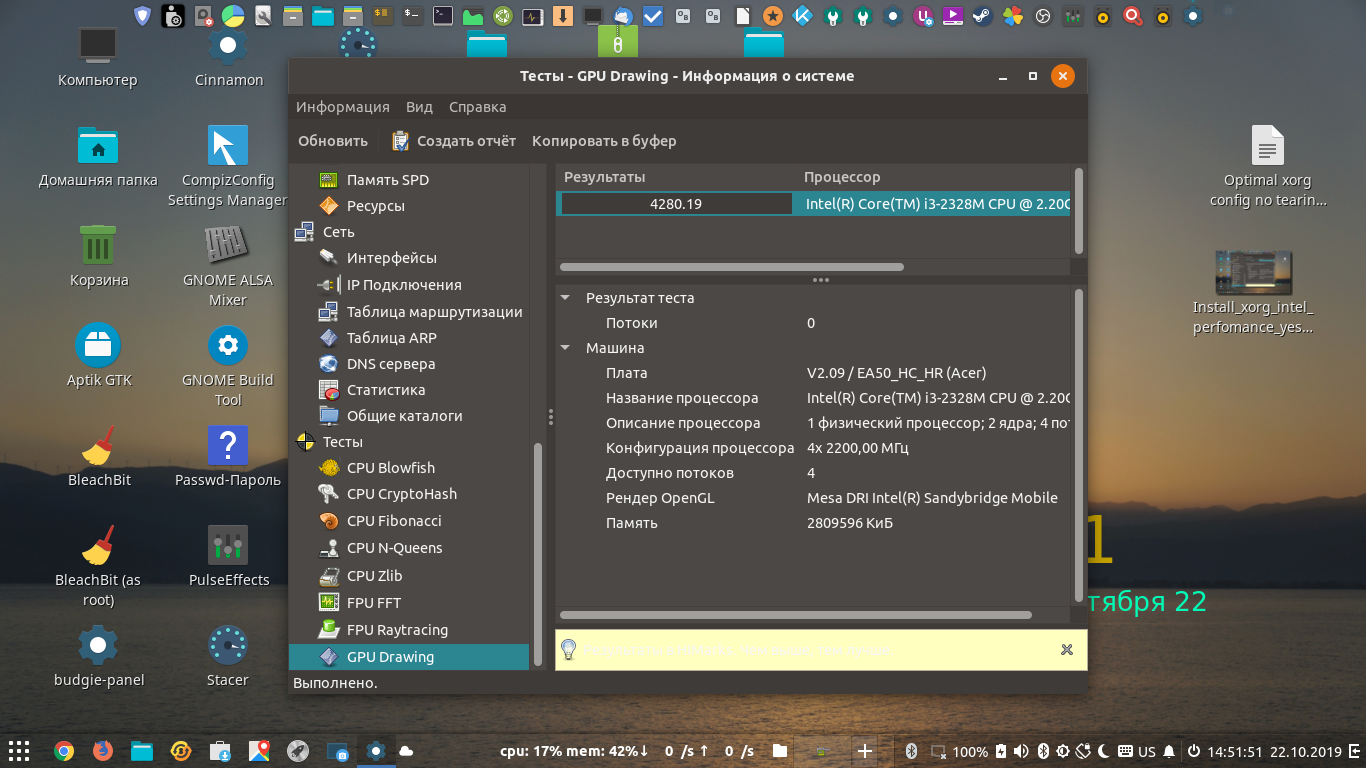 Компьютер
Cinnamon
Домашняя папка
CompizConfig
Settings Manager
Корзина
GNOME ALSA
Mixer
Aptik GTK
GNOME Build
Tool
BleachBit
Passwd-Пароль
BleachBit (as
root)
PulseEffects
budgie-panel
Stacer
Тесты - GPU Drawing - Информация о системе
Информация Вид Справка
Обновить Создать отчёт Копировать в буфер
Память SPD
Ресурсы
Сеть
Интерфейсы
IP Подключения
Таблица маршрутизации
Таблица ARP
DNS сервера
Статистика
Общие каталоги
Тесты
CPU Blowfish
CPU CryptoHash
CPU Fibonacci
CPU N-Queens
CPU Zlib
FPU FFT
FPU Raytracing
GPU Drawing
Результаты Процессор
4280.19 Intel(R) Core(TM) i3-2328M CPU @ 2.20
Результат теста
Потоки 0
Машина
Плата V2.09 / EA50_HC_HR (Acer)
Название процессора Intel(R) Core(TM) i3-2328M CPU @ 2.20
Описание процессора 1 физический процессор; 2 ядра; 4 по
Конфигурация процессора 4x 2200,00 МГц
Доступно потоков 4
Рендер OpenGL Mesa DRI Intel(R) Sandybridge Mobile
Память 2809596 КиБ
Выполнено.
Optimal xorg
config no tearin...
Install_xorg_intel_
perfomance_yes...
1
тября 22
cpu: 17% mem: 42%↓ 0 /s ↑ 0 /s
100%
US
14:51:51 22.10.2019